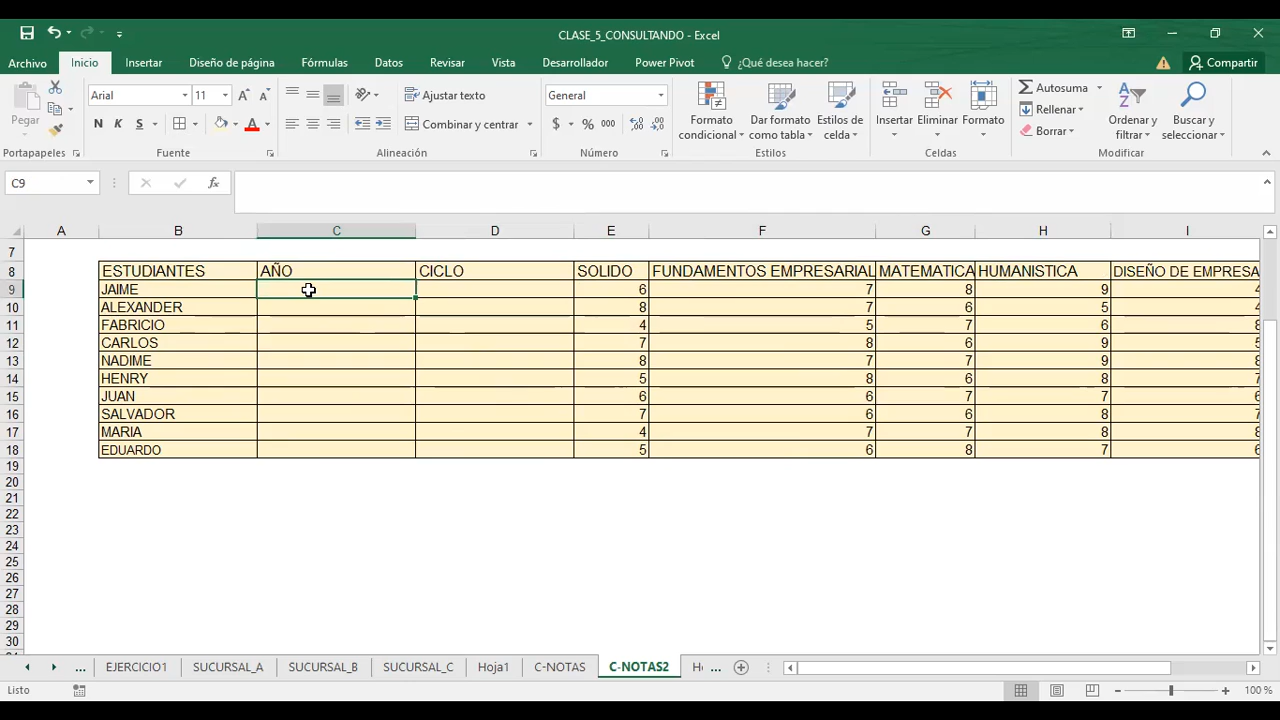 CLASE_5_CONSULTANDO - Excel
Archivo Inicio Insertar Diseño de página Fórmulas Datos Revisar Vista Desarrollador Power Pivot ¿Qué desea hacer? Compartir
Pegar
Arial 11
N K S
Ajustar texto
Combinar y centrar
General
$ % 000
Formato condicional
Dar formato como tabla
Estilos de celda
Insertar
Eliminar
Formato
Autosuma
Rellenar
Borrar
Ordenar y filtrar
Buscar y seleccionar
Portapapeles Fuente Alineación Número Estilos Celdas Modificar
C9 fx
A B C D E F G H I
7
8 ESTUDIANTES AÑO CICLO SOLIDO FUNDAMENTOS EMPRESARIAL MATEMATICA HUMANISTICA DISEÑO DE EMPRESA
9 JAIME 6 7 8 9 4
10 ALEXANDER 8 7 6 5 4
11 FABRICIO 4 5 7 6 8
12 CARLOS 7 8 6 9 5
13 NADIME 8 7 7 9 8
14 HENRY 5 8 6 8 7
15 JUAN 6 6 7 7 6
16 SALVADOR 7 6 6 8 7
17 MARIA 4 7 7 8 8
18 EDUARDO 5 6 8 7 6
19
20
21
22
23
24
25
26
27
28
29
30
... EJERCICIO1 SUCURSAL_A SUCURSAL_B SUCURSAL_C Hoja1 C-NOTAS C-NOTAS2 ...
Listo 100 %